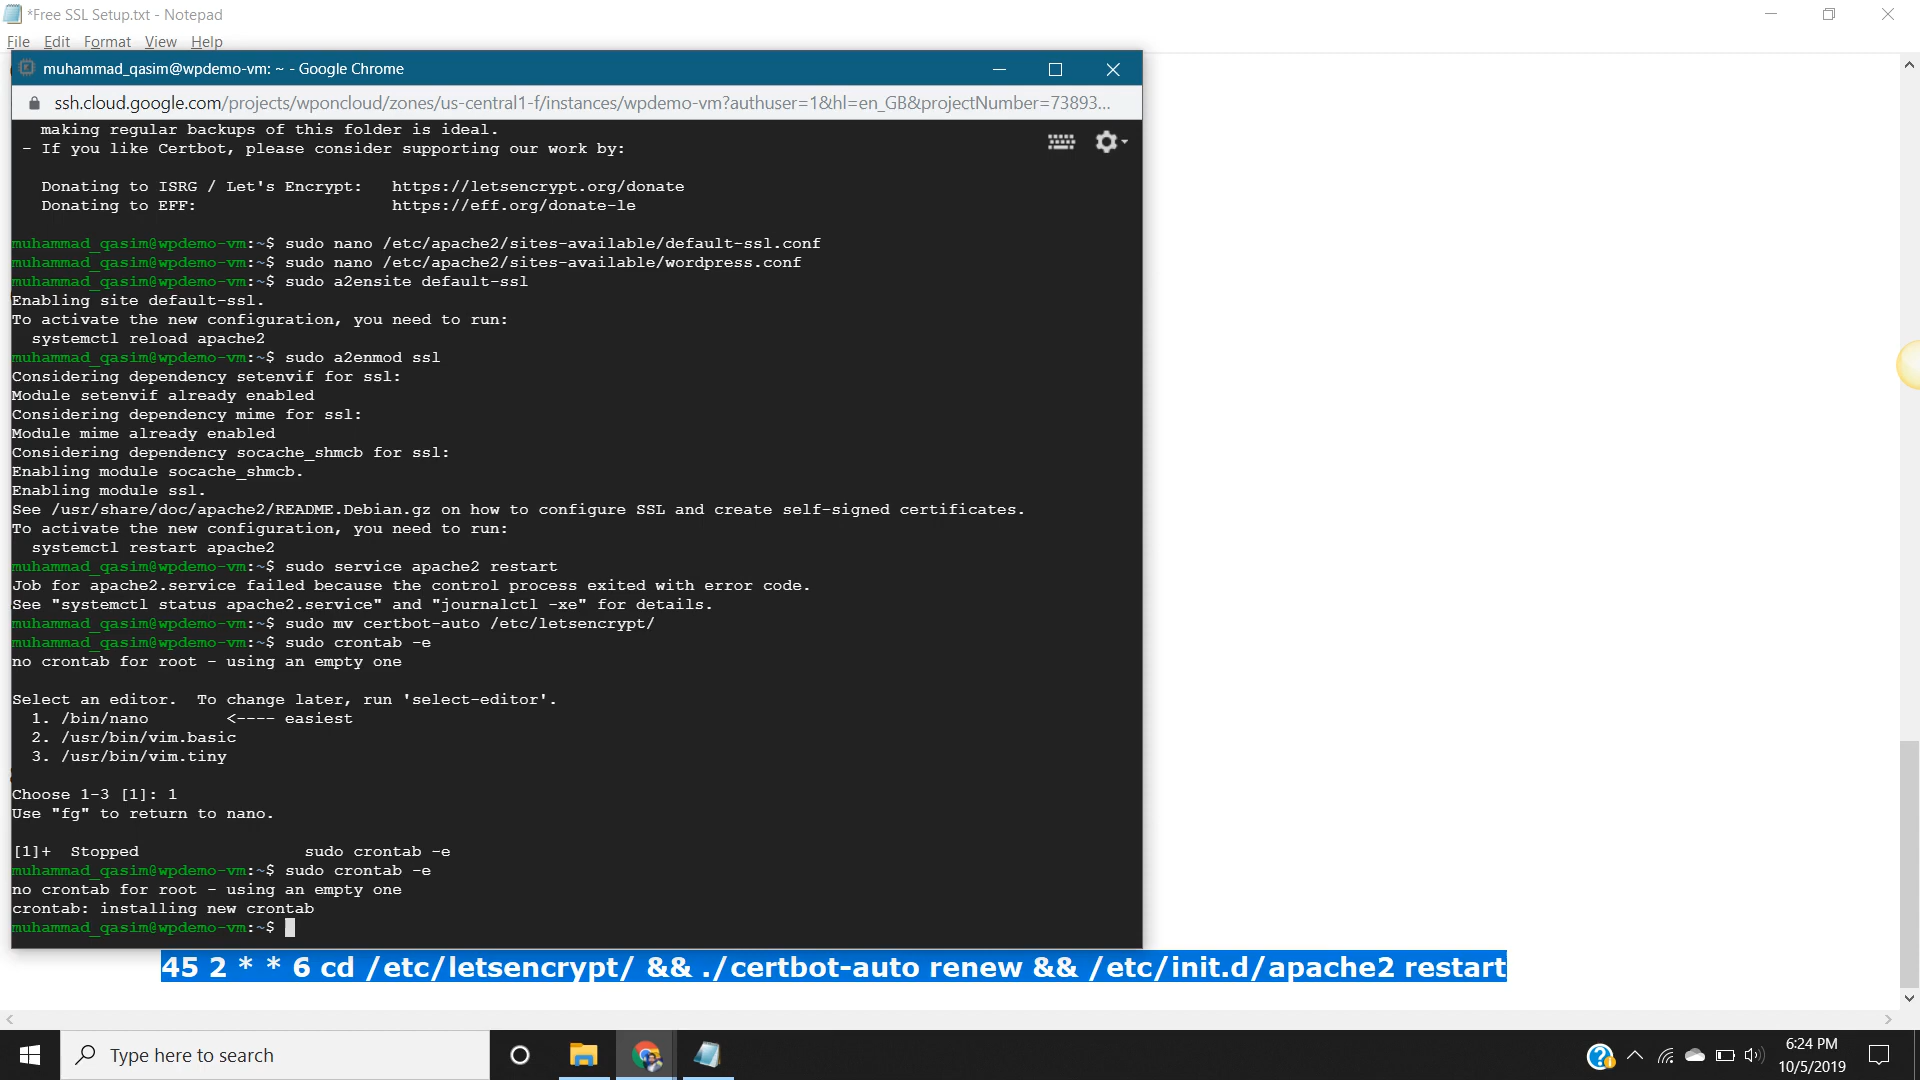 *Free SSL Setup.txt - Notepad
File Edit Format View Help
muhammad_qasim@wpdemo-vm: ~ - Google Chrome
ssh.cloud.google.com/projects/wponcloud/zones/us-central1-f/instances/wpdemo-vm?authuser=1&hl=en_GB&projectNumber=73893...
making regular backups of this folder is ideal.
- If you like Certbot, please consider supporting our work by:
Donating to ISRG / Let's Encrypt:   https://letsencrypt.org/donate
Donating to EFF:                    https://eff.org/donate-le
muhammad_qasim@wpdemo-vm:~$ sudo nano /etc/apache2/sites-available/default-ssl.conf
muhammad_qasim@wpdemo-vm:~$ sudo nano /etc/apache2/sites-available/wordpress.conf
muhammad_qasim@wpdemo-vm:~$ sudo a2ensite default-ssl
Enabling site default-ssl.
To activate the new configuration, you need to run:
systemctl reload apache2
muhammad_qasim@wpdemo-vm:~$ sudo a2enmod ssl
Considering dependency setenvif for ssl:
Module setenvif already enabled
Considering dependency mime for ssl:
Module mime already enabled
Considering dependency socache_shmcb for ssl:
Enabling module socache_shmcb.
Enabling module ssl.
See /usr/share/doc/apache2/README.Debian.gz on how to configure SSL and create self-signed certificates.
To activate the new configuration, you need to run:
systemctl restart apache2
muhammad_qasim@wpdemo-vm:~$ sudo service apache2 restart
Job for apache2.service failed because the control process exited with error code.
See "systemctl status apache2.service" and "journalctl -xe" for details.
muhammad_qasim@wpdemo-vm:~$ sudo mv certbot-auto /etc/letsencrypt/
muhammad_qasim@wpdemo-vm:~$ sudo crontab -e
no crontab for root - using an empty one
Select an editor.  To change later, run 'select-editor'.
1. /bin/nano        <---- easiest
2. /usr/bin/vim.basic
3. /usr/bin/vim.tiny
Choose 1-3 [1]: 1
Use "fg" to return to nano.
[1]+  Stopped                 sudo crontab -e
muhammad_qasim@wpdemo-vm:~$ sudo crontab -e
no crontab for root - using an empty one
crontab: installing new crontab
muhammad_qasim@wpdemo-vm:~$
45 2 * * 6 cd /etc/letsencrypt/ && ./certbot-auto renew && /etc/init.d/apache2 restart
Type here to search
6:24 PM
10/5/2019